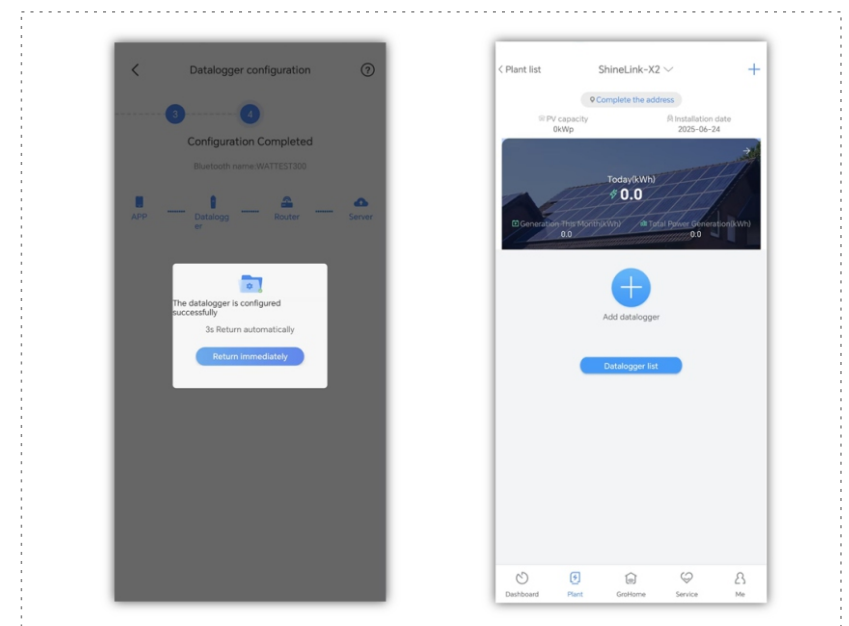 Datalogger configuration
3
4
Configuration Completed
Bluetooth name:WATTEST300
APP
Datalogg
er
Router
Server
The datalogger is configured
successfully
3s Return automatically
Return immediately
Plant list
ShineLink-X2
Complete the address
PV capacity
0kWp
Installation date
2025-06-24
Today(kWh)
0.0
Generation This Month(kWh)
0.0
Total Power Generation(kWh)
0.0
Add datalogger
Datalogger list
Dashboard
Plant
GroHome
Service
Me